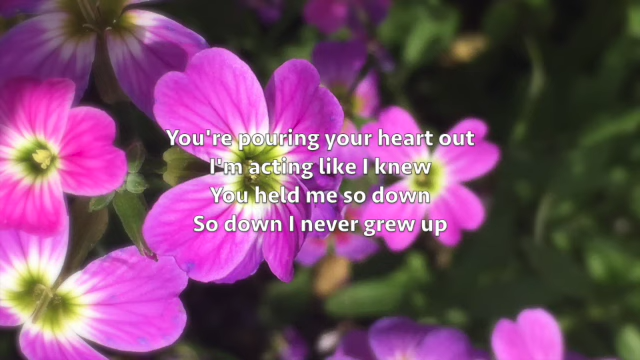 You're pouring your heart out
I'm acting like I knew
You held me so down
So down I never grew up